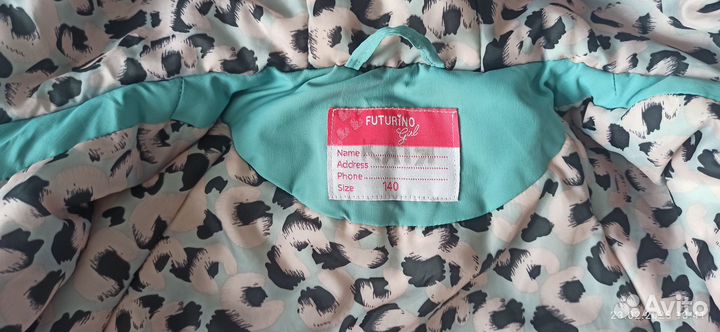 FUTURINO
Girl
Name
Address
Phone
Size 140
Avito